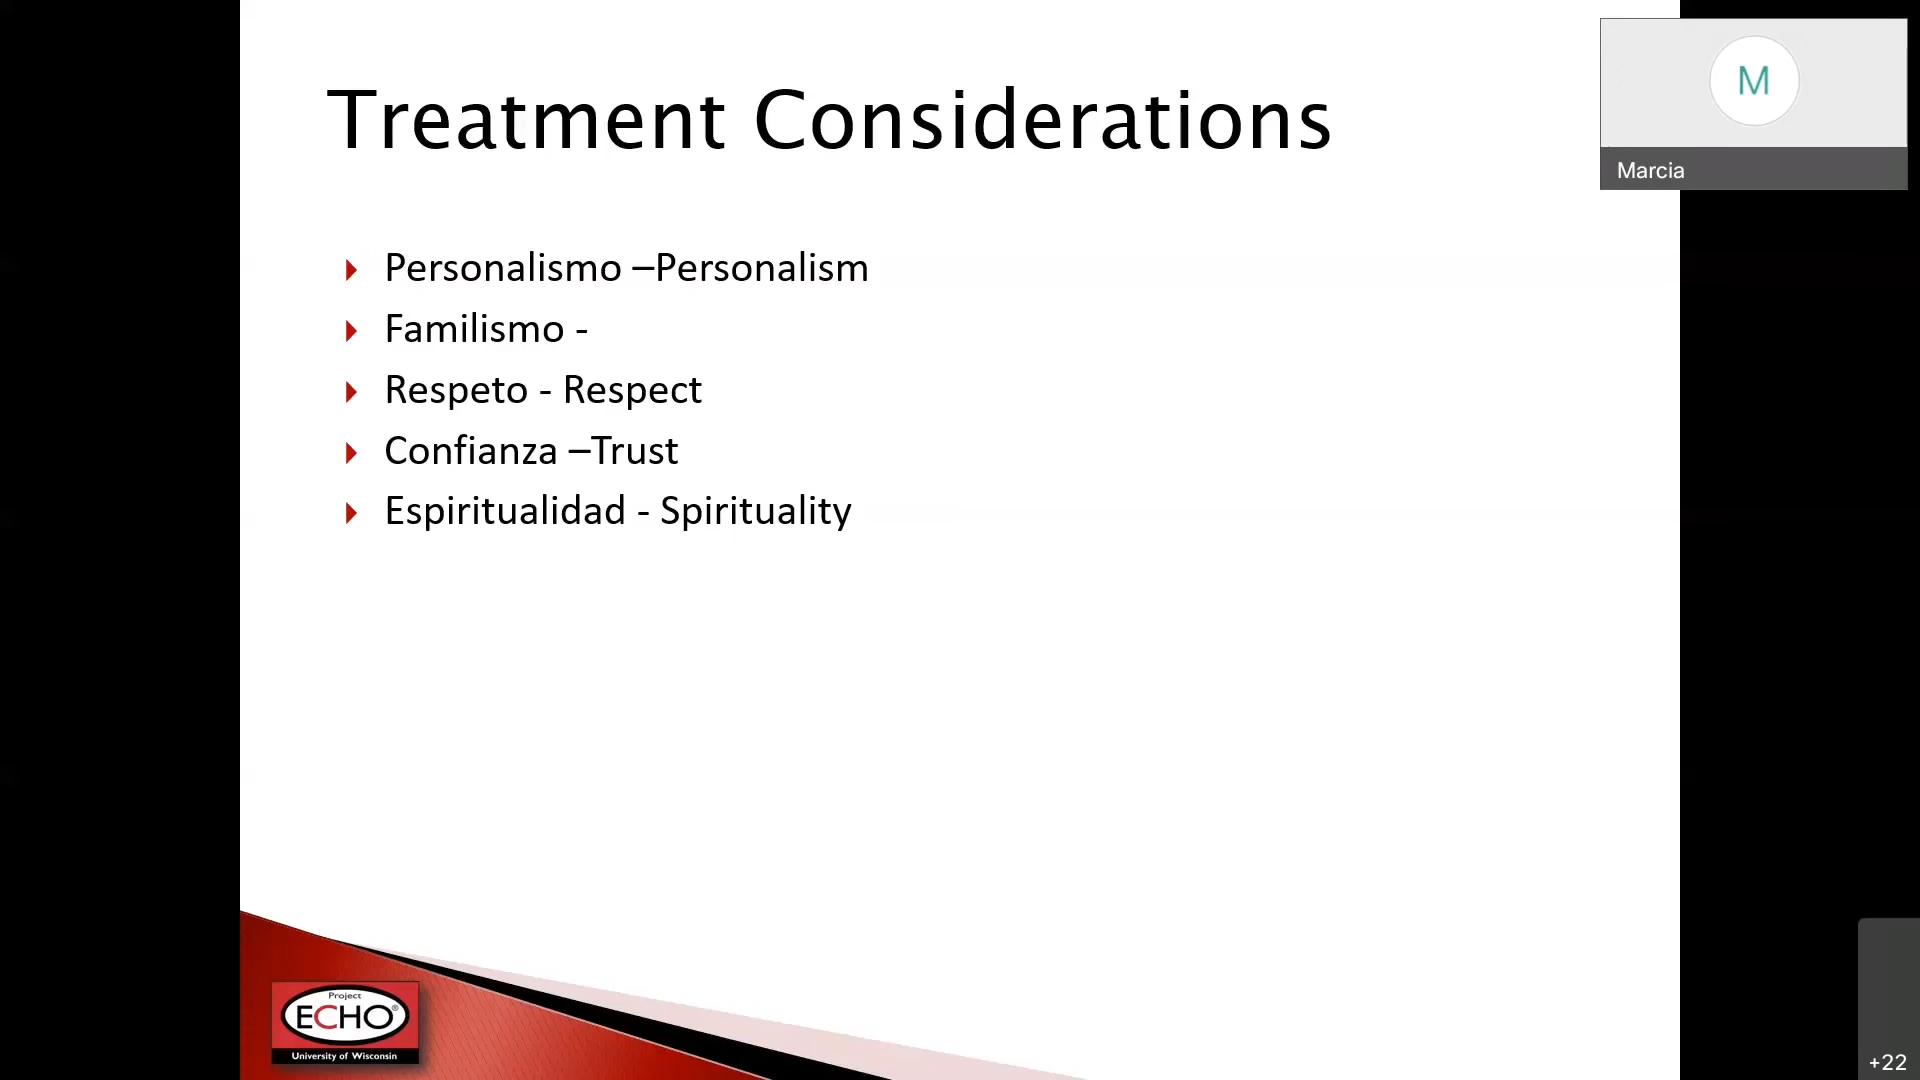 Treatment Considerations
Personalismo –Personalism
Familismo -
Respeto - Respect
Confianza –Trust
Espiritualidad - Spirituality
M
Marcia
Project
ECHO®
University of Wisconsin
+22